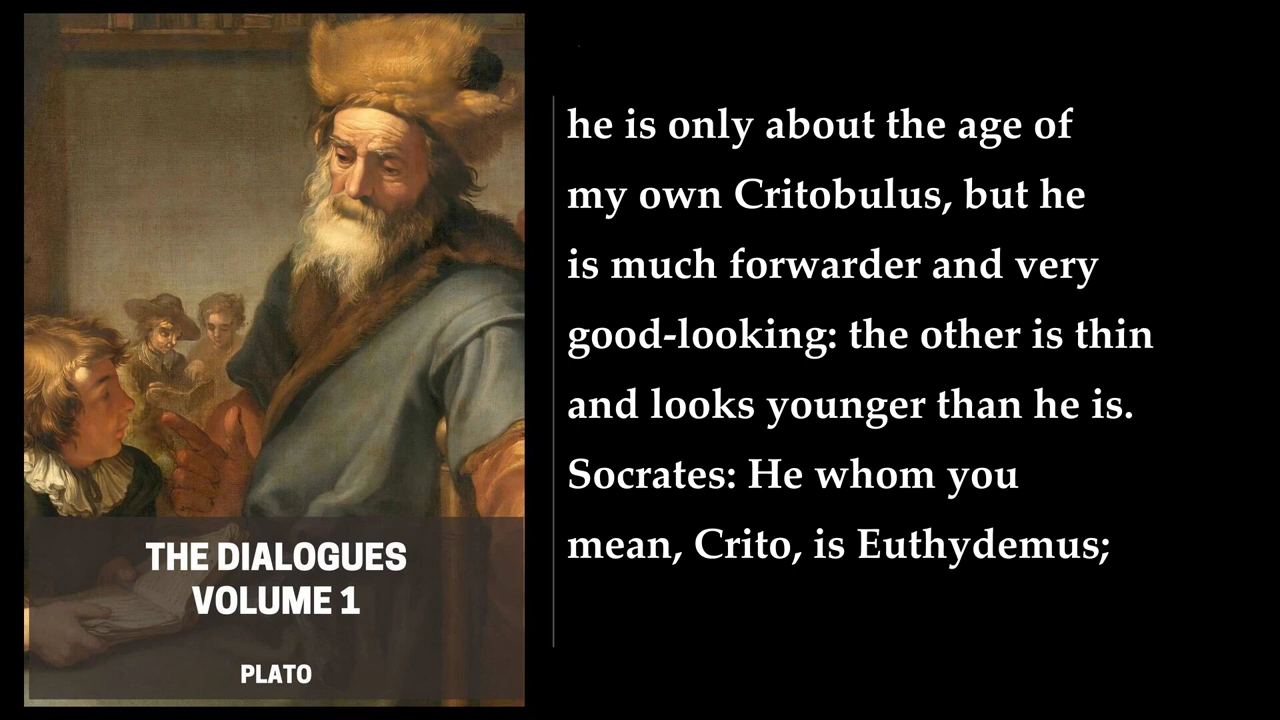 THE DIALOGUES
VOLUME 1
PLATO
he is only about the age of
my own Critobulus, but he
is much forwarder and very
good-looking: the other is thin
and looks younger than he is.
Socrates: He whom you
mean, Crito, is Euthydemus;